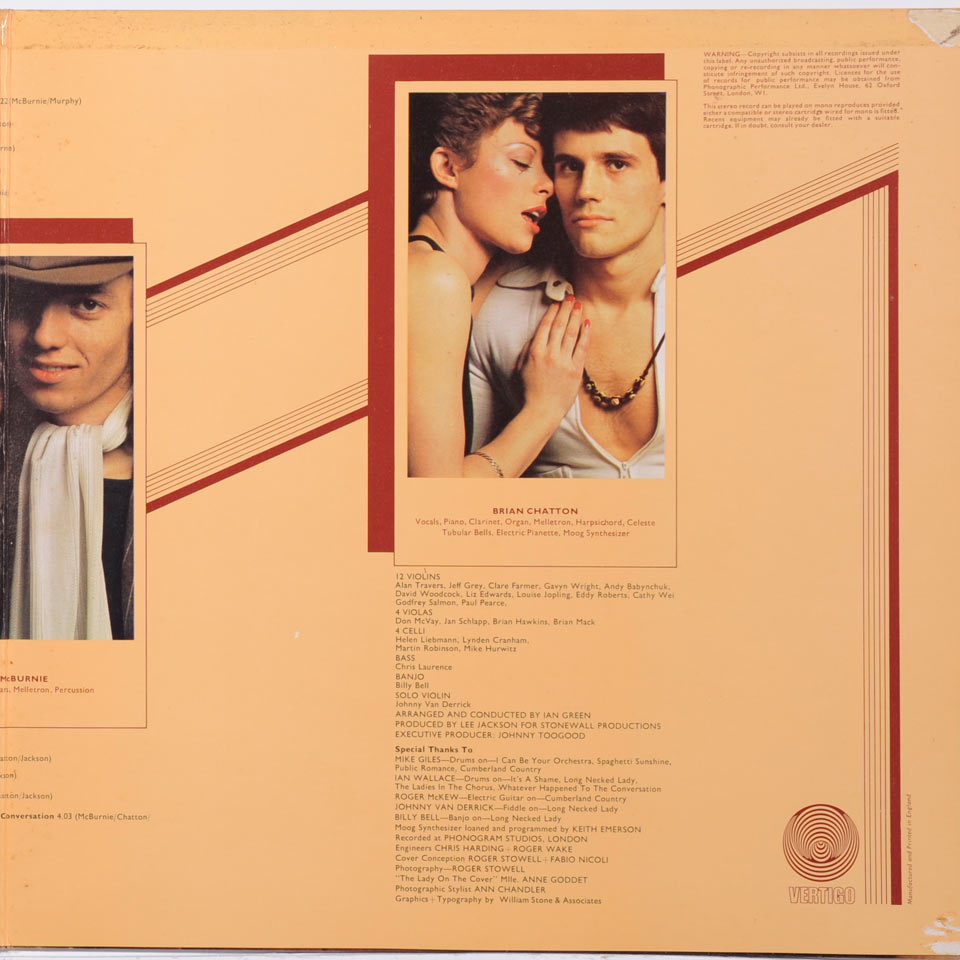 22(McBurnie/Murphy)
WARNING—Copyright subsists in all recordings issued under
this label. Any unauthorized broadcasting, public performance,
copying or re-recording in any manner whatsoever will con-
stitute infringement of such copyright. Licences for the use
of records for public performance may be obtained from
Phonographic Performance Ltd., Evelyn House, 62 Oxford
Street, London, W1.
This stereo record can be played on mono reproduces provided
either a compatible or stereo cartridge wired for mono is fitted.
Recent equipment may already be fitted with a suitable
cartridge. If in doubt, consult your dealer.
BRIAN CHATTON
Vocals, Piano, Clarinet, Organ, Melletron, Harpsichord, Celeste
Tubular Bells, Electric Pianette, Moog Synthesizer
McBURNIE
an, Melletron, Percussion
12 VIOLINS
Alan Travers, Jeff Grey, Clare Farmer, Gavyn Wright, Andy Babynchuk,
David Woodcock, Liz Edwards, Louise Jopling, Eddy Roberts, Cathy Wei
Godfrey Salmon, Paul Pearce,
4 VIOLAS
Don McVay, Jan Schlapp, Brian Hawkins, Brian Mack
4 CELLI
Helen Liebmann, Lynden Cranham,
Martin Robinson, Mike Hurwitz
BASS
Chris Laurence
BANJO
Billy Bell
SOLO VIOLIN
Johnny Van Derrick
ARRANGED AND CONDUCTED BY IAN GREEN
PRODUCED BY LEE JACKSON FOR STONEWALL PRODUCTIONS
EXECUTIVE PRODUCER: JOHNNY TOOGOOD
Special Thanks To
MIKE GILES—Drums on—I Can Be Your Orchestra, Spaghetti Sunshine,
Public Romance, Cumberland Country
IAN WALLACE—Drums on—It's A Shame, Long Necked Lady,
The Ladies In The Chorus, Whatever Happened To The Conversation
ROGER McKEW—Electric Guitar on—Cumberland Country
JOHNNY VAN DERRICK—Fiddle on—Long Necked Lady
BILLY BELL—Banjo on—Long Necked Lady
Moog Synthesizer loaned and programmed by KEITH EMERSON
Recorded at PHONOGRAM STUDIOS, LONDON
Engineers CHRIS HARDING + ROGER WAKE
Cover Conception ROGER STOWELL + FABIO NICOLI
Photography—ROGER STOWELL
"The Lady On The Cover" Mlle. ANNE GODDET
Photographic Stylist ANN CHANDLER
Graphics + Typography by William Stone & Associates
atton/Jackson)
kson)
atton/Jackson)
Conversation 4.03 (McBurnie/Chatton/
VERTIGO
Manufactured and Printed in England